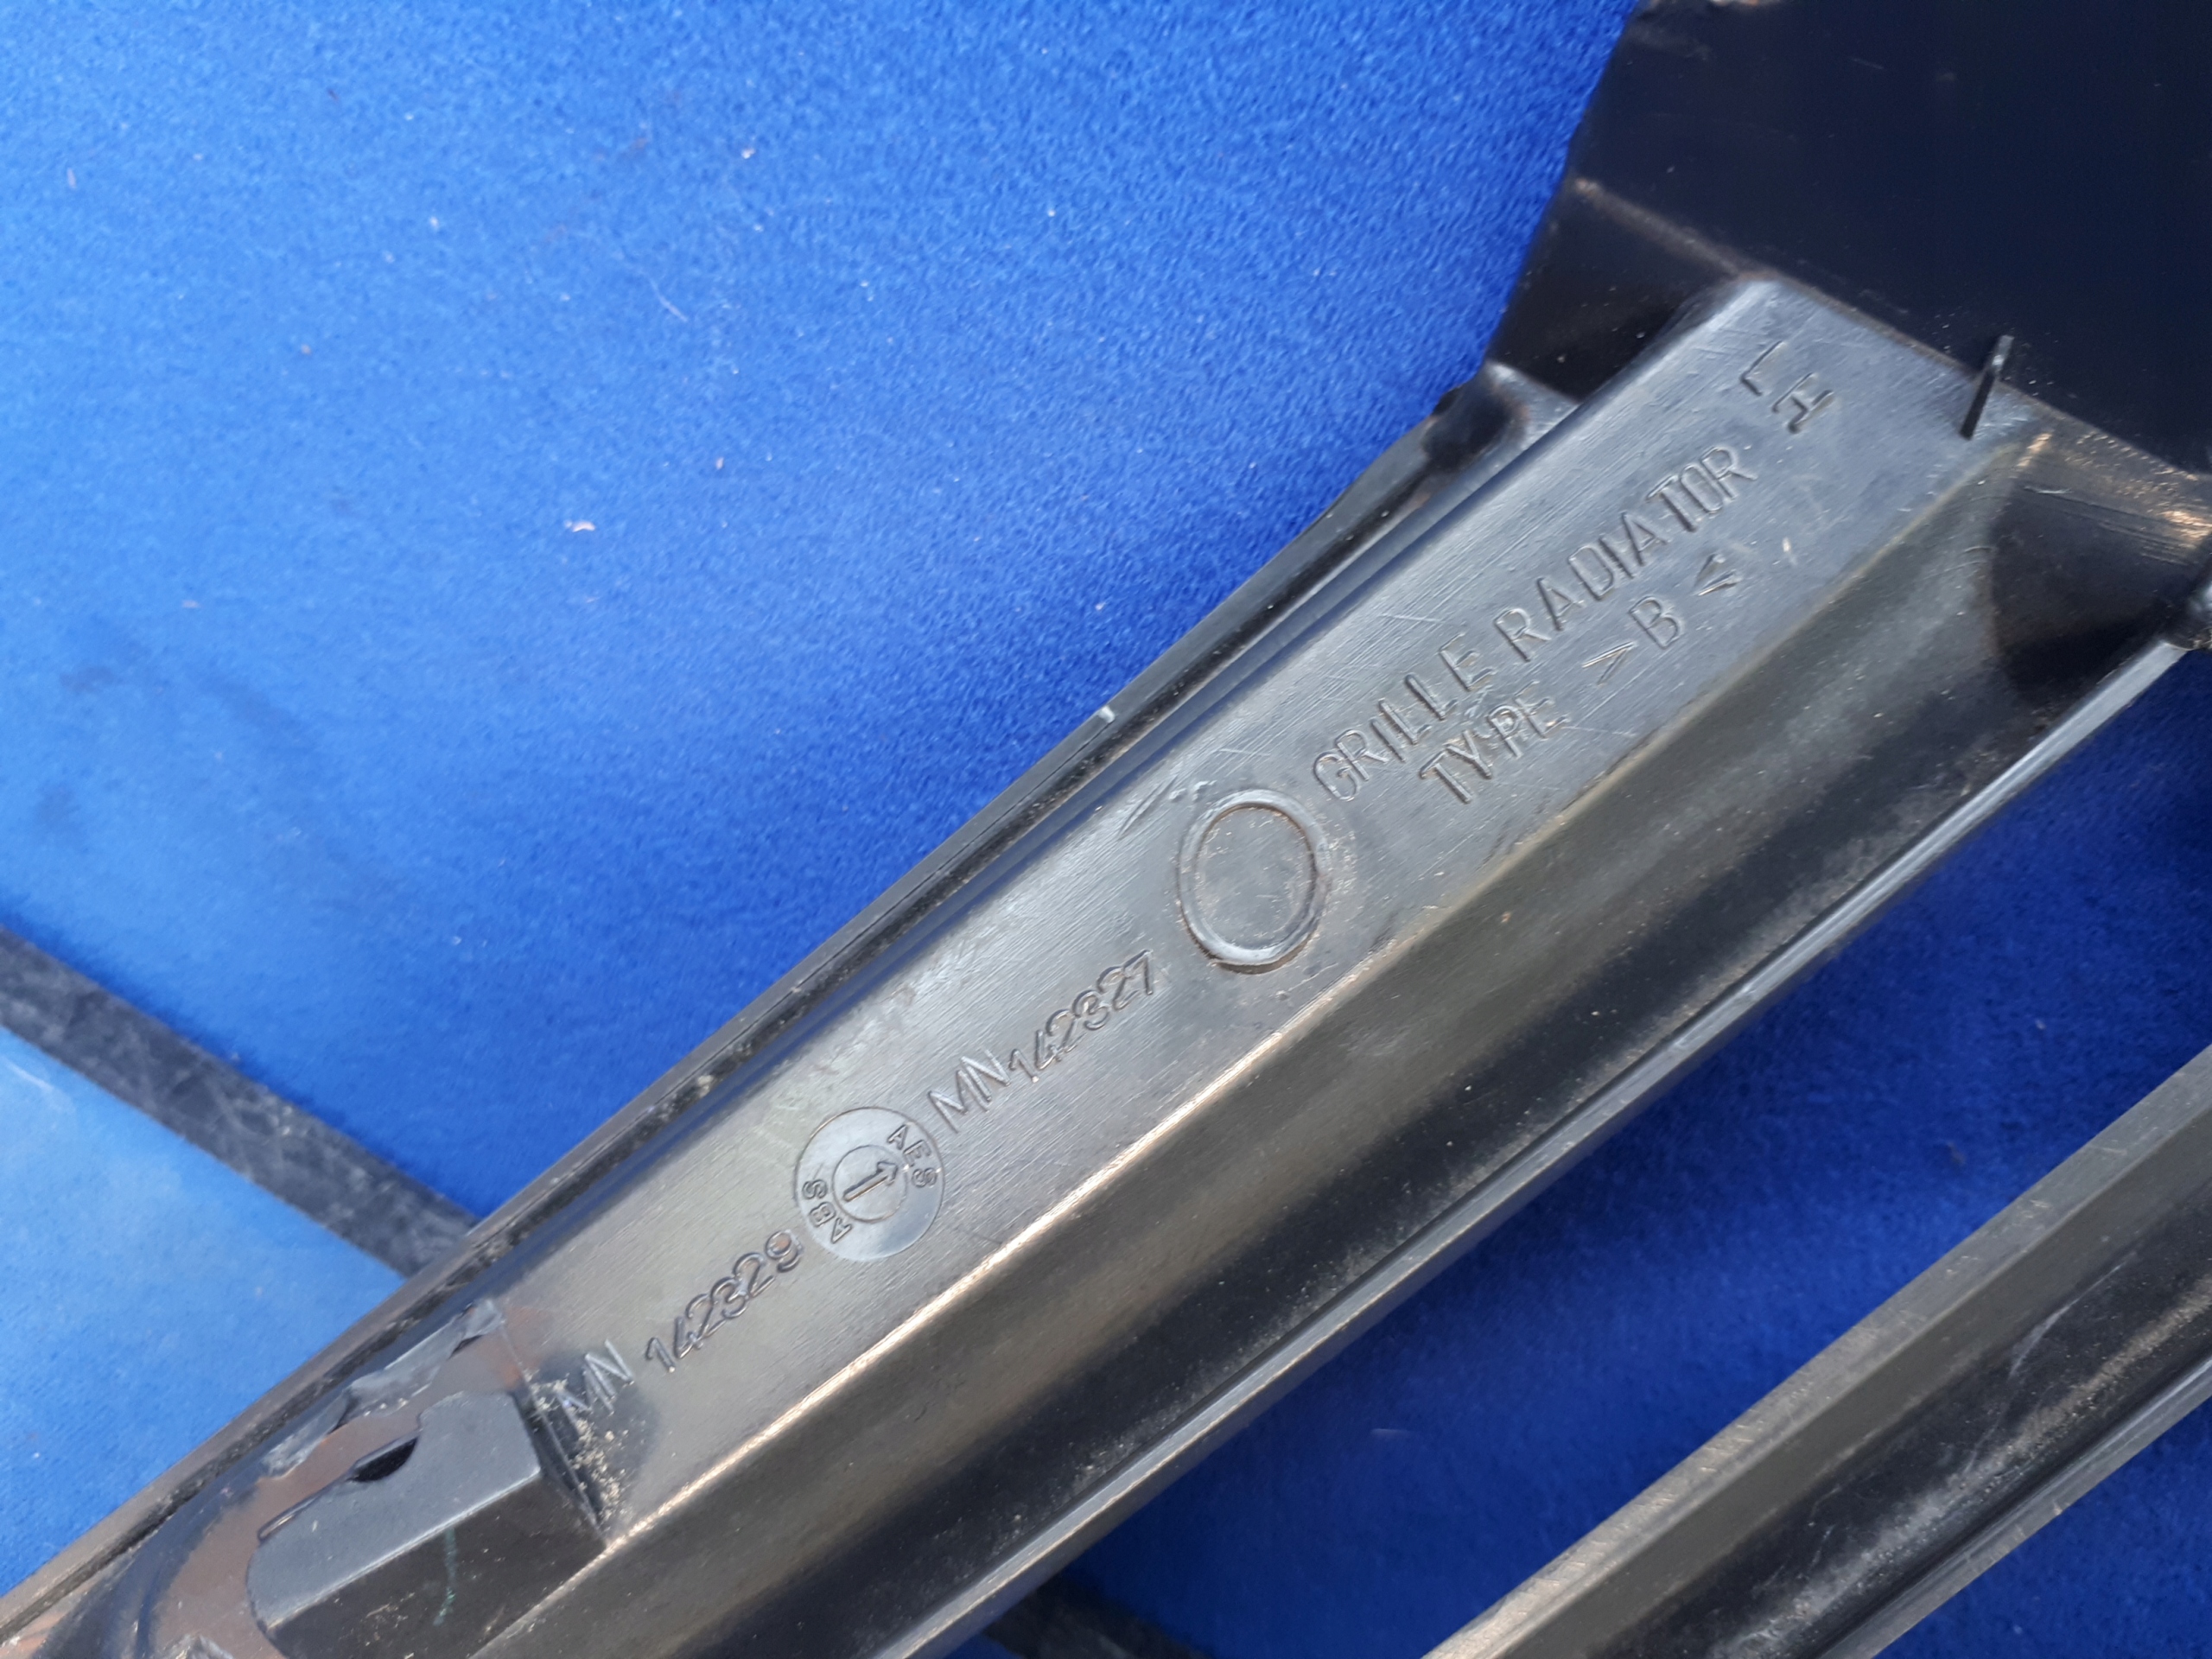 LH
GRILLE RADIATOR
TYPE >B<
MN142327
AES
ABS
MN 142329